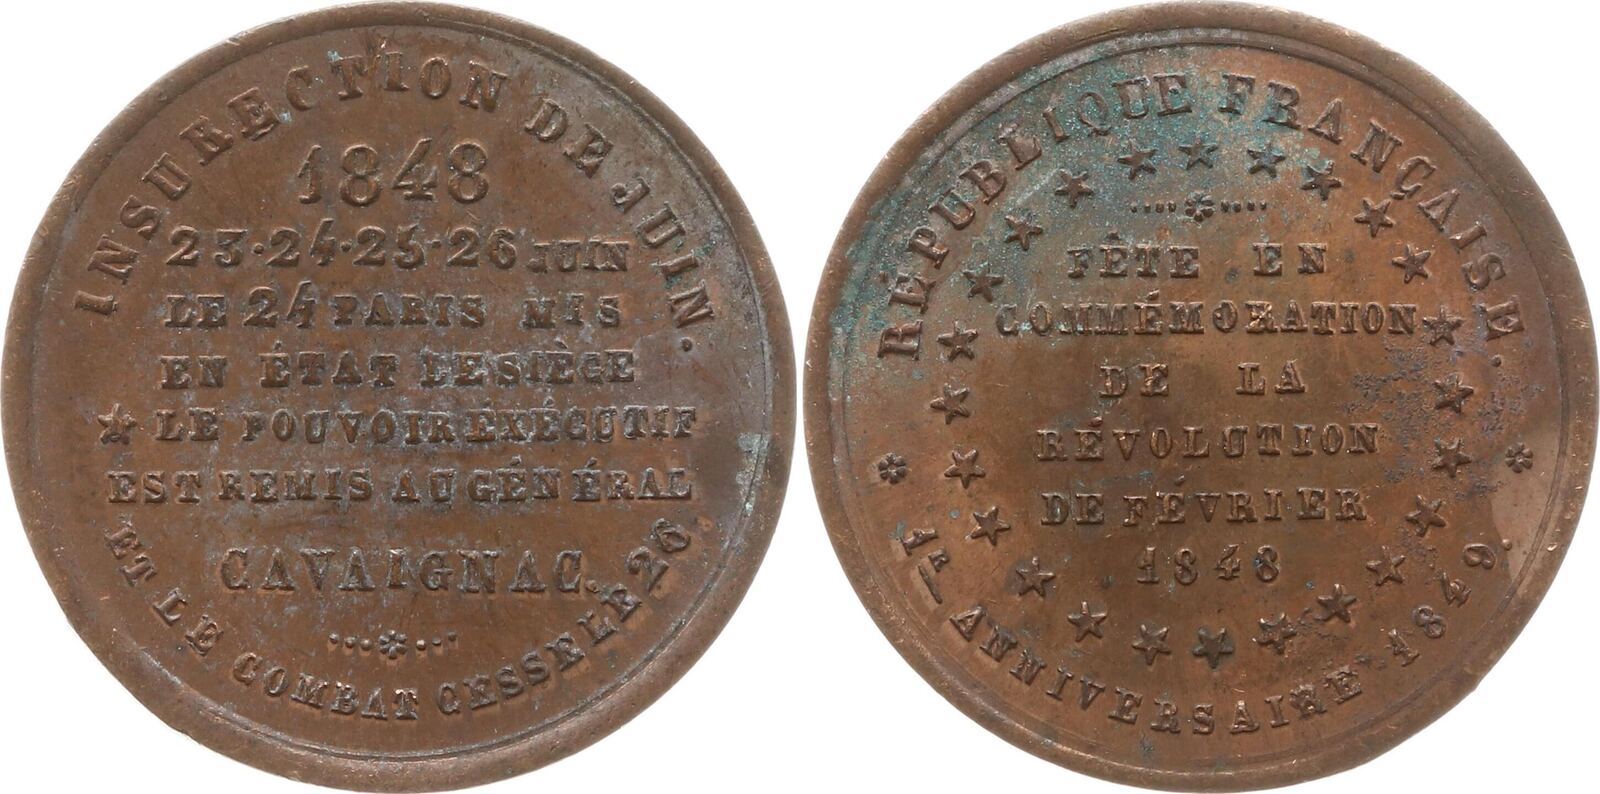 INSURECTION DE JUIN.
1848
23·24·25·26 JUIN
LE 24 PARIS MIS
EN ÉTAT DE SIÈGE
LE POUVOIR EXÉCUTIF
EST REMIS AU GÉNÉRAL
CAVAIGNAC.
ET LE COMBAT CESSE LE 26.
RÉPUBLIQUE FRANÇAISE.
FÊTE EN
COMMÉMORATION
DE LA
RÉVOLUTION
DE FÉVRIER
1848
1R ANNIVERSAIRE 1849.